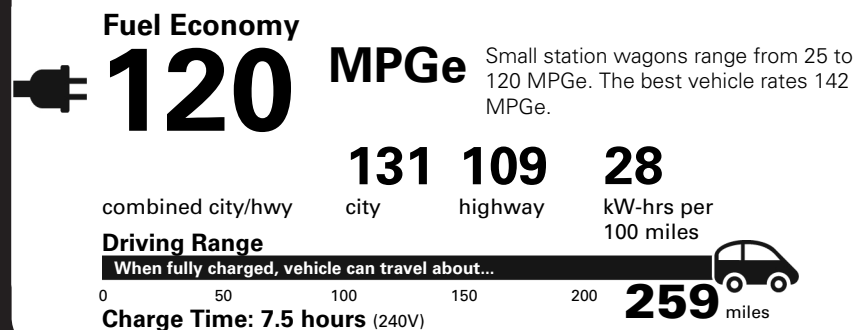 Fuel Economy
120 MPGe
Small station wagons range from 25 to
120 MPGe. The best vehicle rates 142
MPGe.
131 109 28
combined city/hwy city highway kW-hrs per
100 miles
Driving Range
When fully charged, vehicle can travel about...
0 50 100 150 200 259 miles
Charge Time: 7.5 hours (240V)